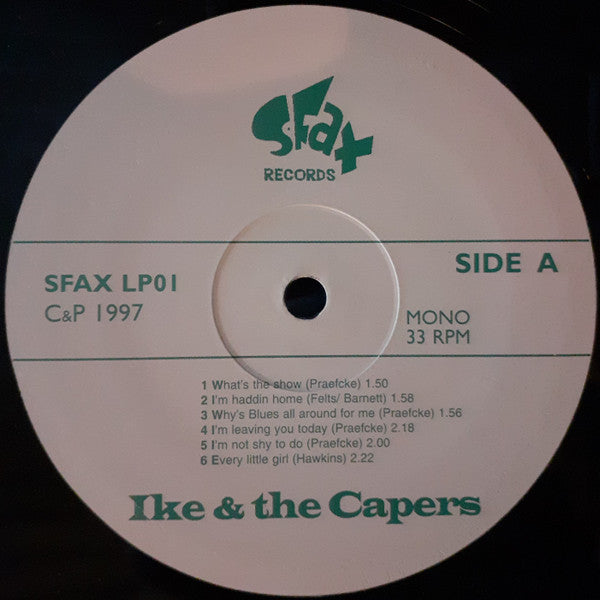 Sfax
RECORDS
SIDE A
SFAX LP01
C&P 1997
MONO
33 RPM
1 What's the show (Praefcke) 1.50
2 I'm haddin home (Felts/ Barnett) 1.58
3 Why's Blues all around for me (Praefcke) 1.56
4 I'm leaving you today (Praefcke) 2.18
5 I'm not shy to do (Praefcke) 2.00
6 Every little girl (Hawkins) 2.22
Ike & the Capers